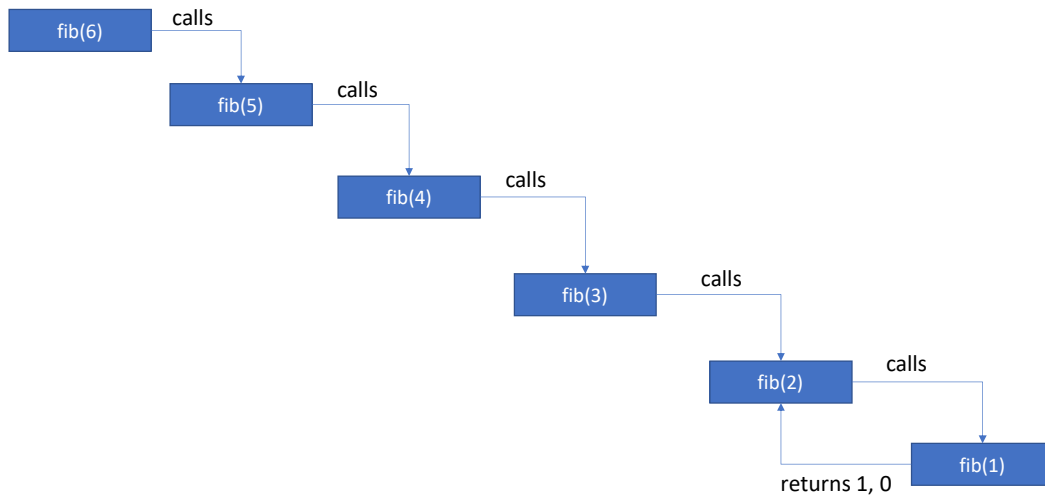 fib(6)
calls
fib(5)
calls
fib(4)
calls
fib(3)
calls
fib(2)
calls
fib(1)
returns 1, 0